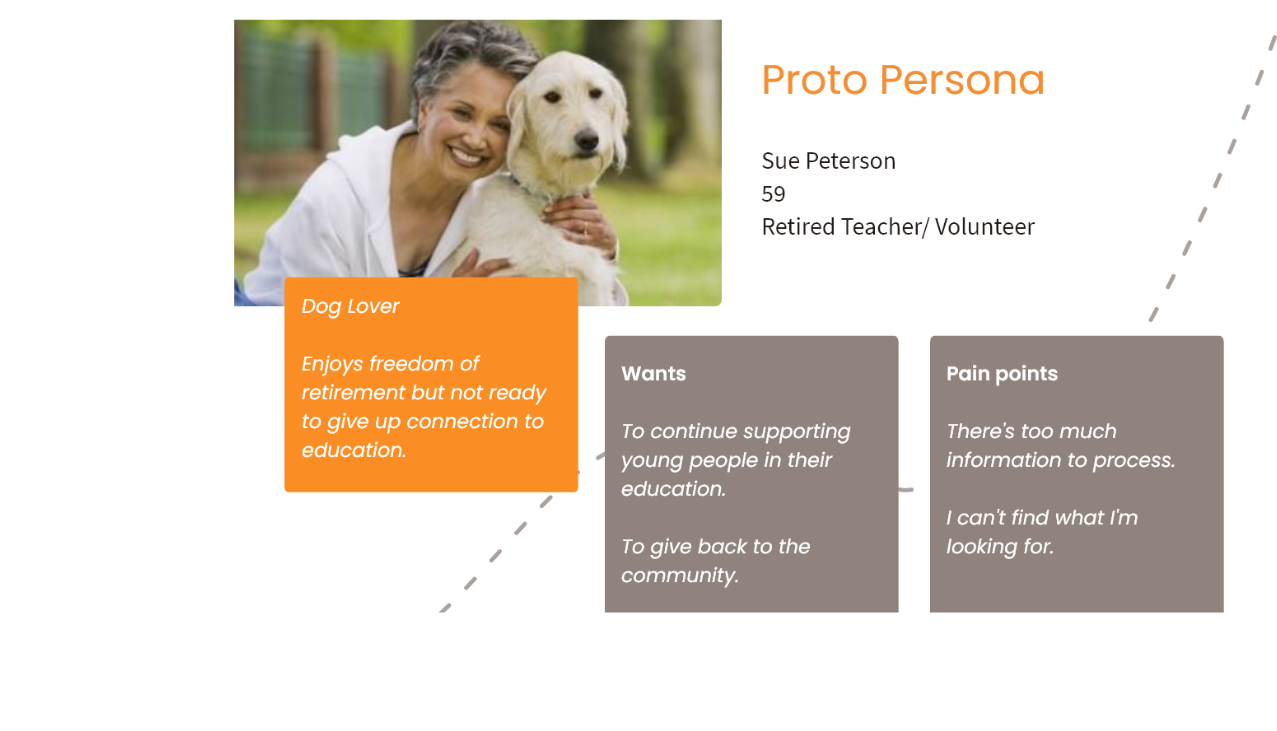 Proto Persona
Sue Peterson
59
Retired Teacher/ Volunteer
Dog Lover
Enjoys freedom of
retirement but not ready
to give up connection to
education.
Wants
To continue supporting
young people in their
education.
To give back to the
community.
Pain points
There's too much
information to process.
I can't find what I'm
looking for.